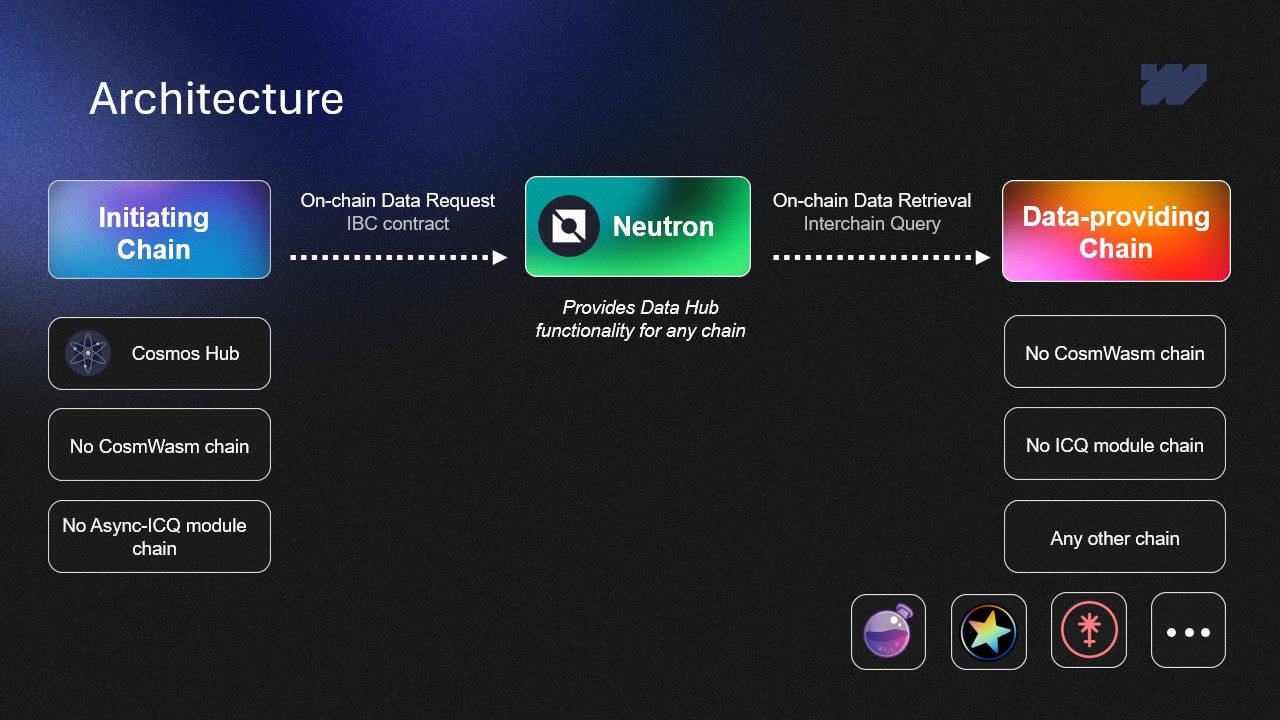 Architecture
Initiating
Chain
On-chain Data Request
IBC contract
Neutron
On-chain Data Retrieval
Interchain Query
Data-providing
Chain
Provides Data Hub
functionality for any chain
Cosmos Hub
No CosmWasm chain
No Async-ICQ module
chain
No CosmWasm chain
No ICQ module chain
Any other chain